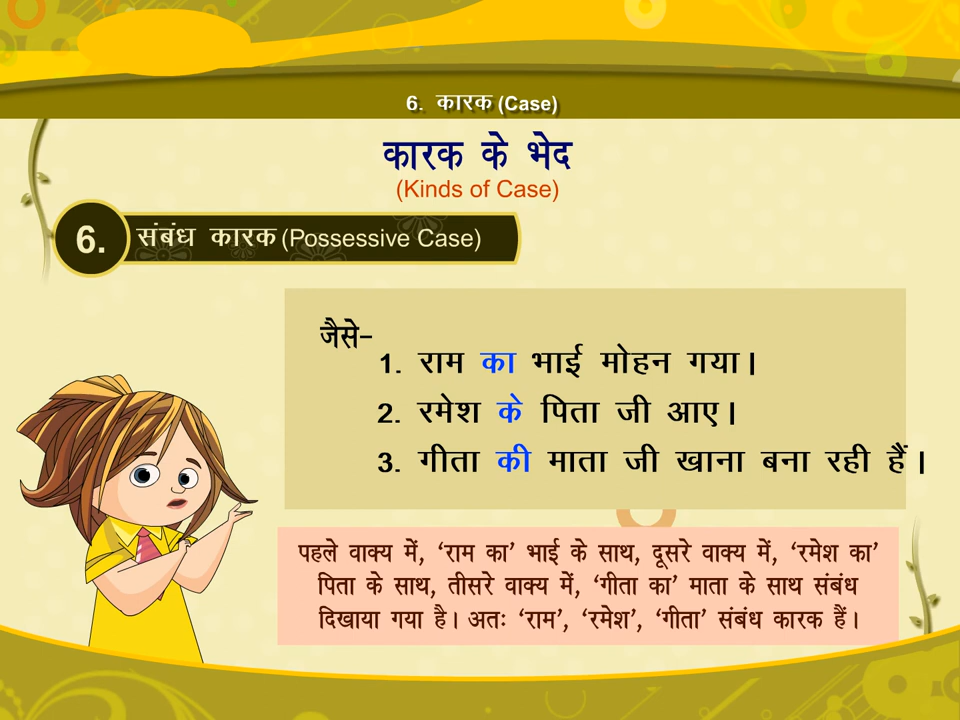 6. कारक (Case)
कारक के भेद
(Kinds of Case)
6. संबंध कारक (Possessive Case)
जैसे-
1. राम का भाई मोहन गया।
2. रमेश के पिता जी आए।
3. गीता की माता जी खाना बना रही हैं।
पहले वाक्य में, ‘राम का’ भाई के साथ, दूसरे वाक्य में, ‘रमेश का’
पिता के साथ, तीसरे वाक्य में, ‘गीता का’ माता के साथ संबंध
दिखाया गया है। अतः ‘राम’, ‘रमेश’, ‘गीता’ संबंध कारक हैं।